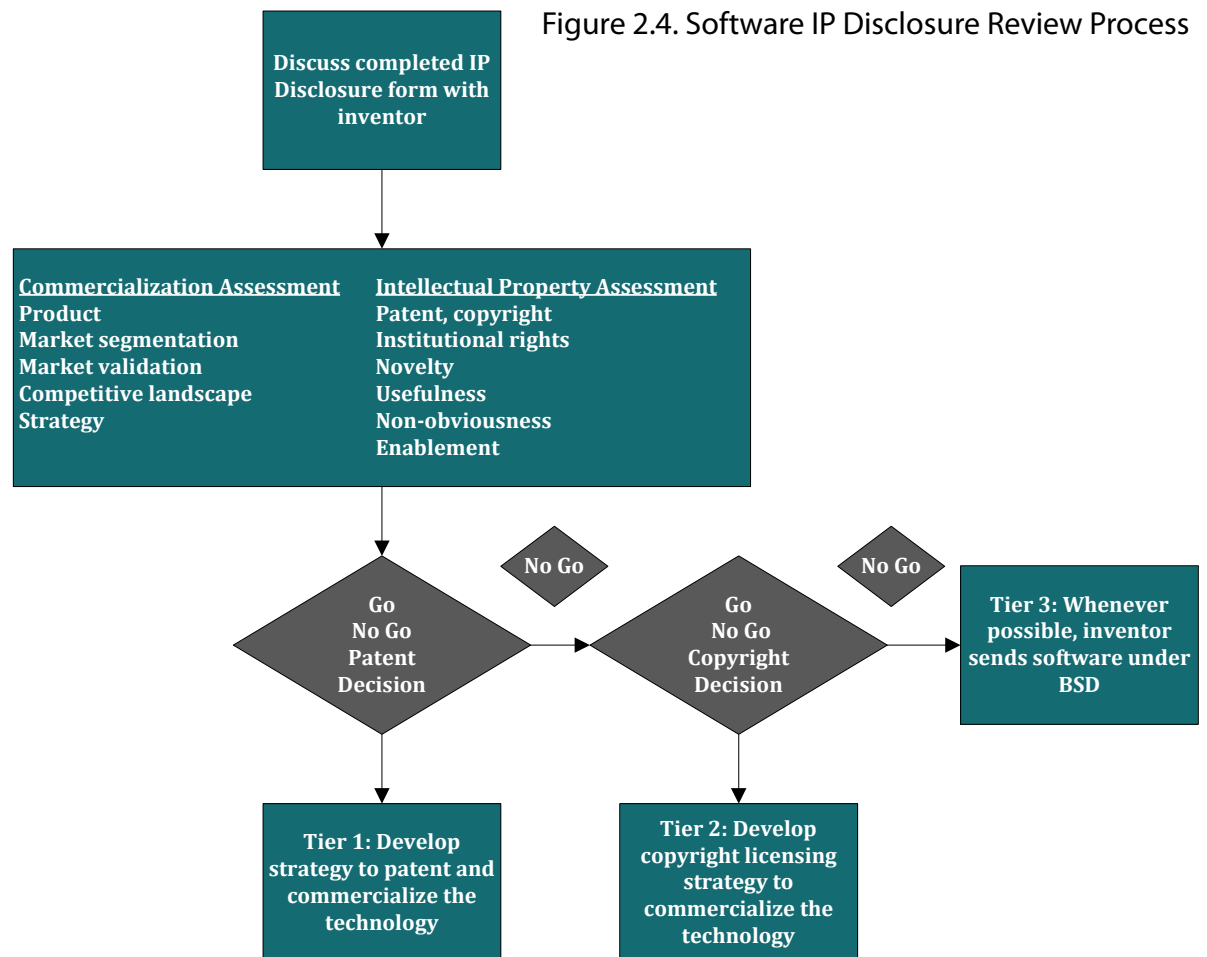 Figure 2.4. Software IP Disclosure Review Process
Discuss completed IP
Disclosure form with
inventor
Commercialization Assessment
Product
Market segmentation
Market validation
Competitive landscape
Strategy
Intellectual Property Assessment
Patent, copyright
Institutional rights
Novelty
Usefulness
Non-obviousness
Enablement
Go
No Go
Patent
Decision
No Go
Go
No Go
Copyright
Decision
No Go
Tier 3: Whenever
possible, inventor
sends software under
BSD
Tier 1: Develop
strategy to patent and
commercialize the
technology
Tier 2: Develop
copyright licensing
strategy to
commercialize the
technology